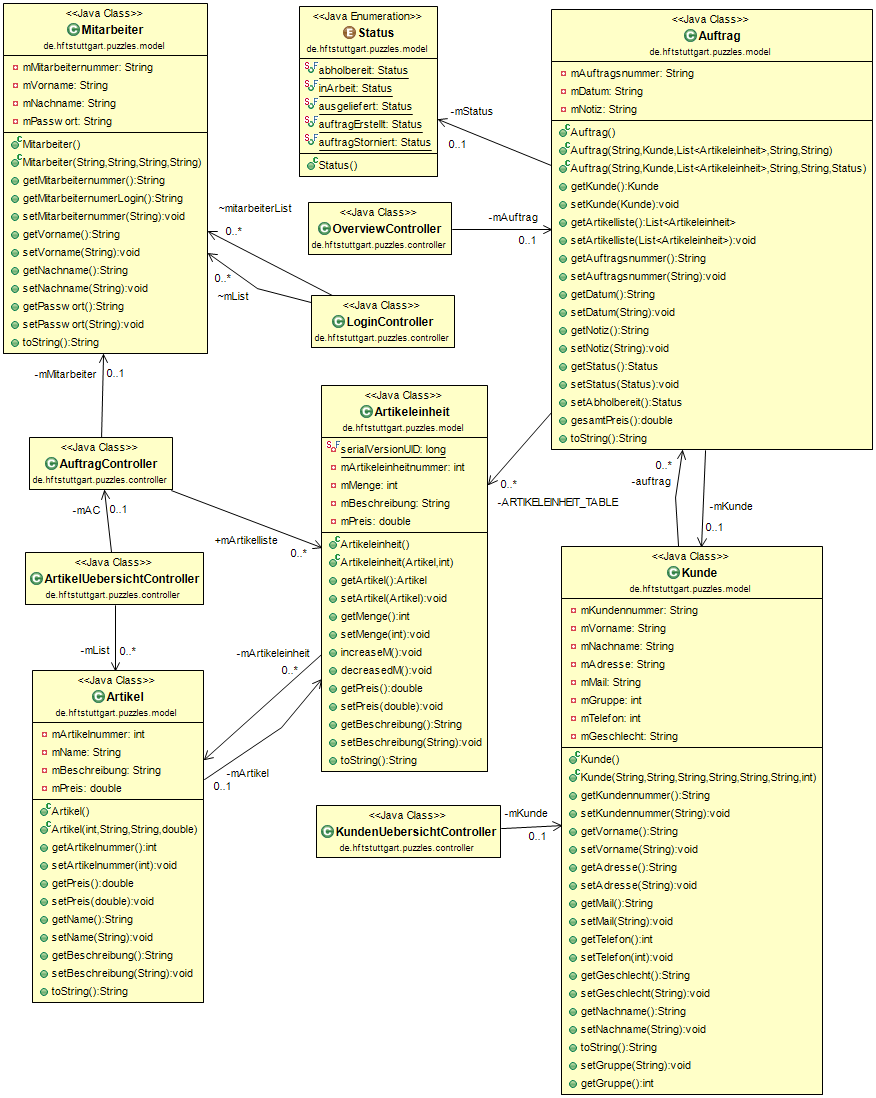 <<Java Class>>
Mitarbeiter
de.hftstuttgart.puzzles.model
mMitarbeiternummer: String
mVorname: String
mNachname: String
mPasswort: String
Mitarbeiter()
Mitarbeiter(String,String,String,String)
getMitarbeiternummer():String
getMitarbeiternumerLogin():String
setMitarbeiternummer(String):void
getVorname():String
setVorname(String):void
getNachname():String
setNachname(String):void
getPasswort():String
setPasswort(String):void
toString():String
<<Java Enumeration>>
Status
de.hftstuttgart.puzzles.model
abholbereit: Status
inArbeit: Status
ausgeliefert: Status
auftragErstellt: Status
auftragStorniert: Status
Status()
<<Java Class>>
Auftrag
de.hftstuttgart.puzzles.model
mAuftragsnummer: String
mDatum: String
mNotiz: String
Auftrag()
Auftrag(String,Kunde,List<Artikeleinheit>,String,String)
Auftrag(String,Kunde,List<Artikeleinheit>,String,String,Status)
getKunde():Kunde
setKunde(Kunde):void
getArtikelliste():List<Artikeleinheit>
setArtikelliste(List<Artikeleinheit>):void
getAuftragsnummer():String
setAuftragsnummer(String):void
getDatum():String
setDatum(String):void
getNotiz():String
setNotiz(String):void
getStatus():Status
setStatus(Status):void
setAbholbereit():Status
gesamtPreis():double
toString():String
-mStatus
0..1
~mitarbeiterList
0..*
<<Java Class>>
OverviewController
de.hftstuttgart.puzzles.controller
-mAuftrag
0..1
0..*
~mList
<<Java Class>>
LoginController
de.hftstuttgart.puzzles.controller
-mMitarbeiter
0..1
<<Java Class>>
AuftragController
de.hftstuttgart.puzzles.controller
-mAC
0..1
+mArtikelliste
0..*
<<Java Class>>
ArtikelUebersichtController
de.hftstuttgart.puzzles.controller
-mList
0..*
<<Java Class>>
Artikeleinheit
de.hftstuttgart.puzzles.model
serialVersionUID: long
mArtikeleinheitnummer: int
mMenge: int
mBeschreibung: String
mPreis: double
Artikeleinheit()
Artikeleinheit(Artikel,int)
getArtikel():Artikel
setArtikel(Artikel):void
getMenge():int
setMenge(int):void
increaseM():void
decreasedM():void
getPreis():double
setPreis(double):void
getBeschreibung():String
setBeschreibung(String):void
toString():String
0..*
-ARTIKELEINHEIT_TABLE
0..*
-auftrag
-mKunde
0..1
<<Java Class>>
Artikel
de.hftstuttgart.puzzles.model
mArtikelnummer: int
mName: String
mBeschreibung: String
mPreis: double
Artikel()
Artikel(int,String,String,double)
getArtikelnummer():int
setArtikelnummer(int):void
getPreis():double
setPreis(double):void
getName():String
setName(String):void
getBeschreibung():String
setBeschreibung(String):void
toString():String
-mArtikeleinheit
0..*
-mArtikel
0..1
<<Java Class>>
KundenUebersichtController
de.hftstuttgart.puzzles.controller
-mKunde
0..1
<<Java Class>>
Kunde
de.hftstuttgart.puzzles.model
mKundennummer: String
mVorname: String
mNachname: String
mAdresse: String
mMail: String
mGruppe: int
mTelefon: int
mGeschlecht: String
Kunde()
Kunde(String,String,String,String,String,String,int)
getKundennummer():String
setKundennummer(String):void
getVorname():String
setVorname(String):void
getAdresse():String
setAdresse(String):void
getMail():String
setMail(String):void
getTelefon():int
setTelefon(int):void
getGeschlecht():String
setGeschlecht(String):void
getNachname():String
setNachname(String):void
toString():String
setGruppe(String):void
getGruppe():int